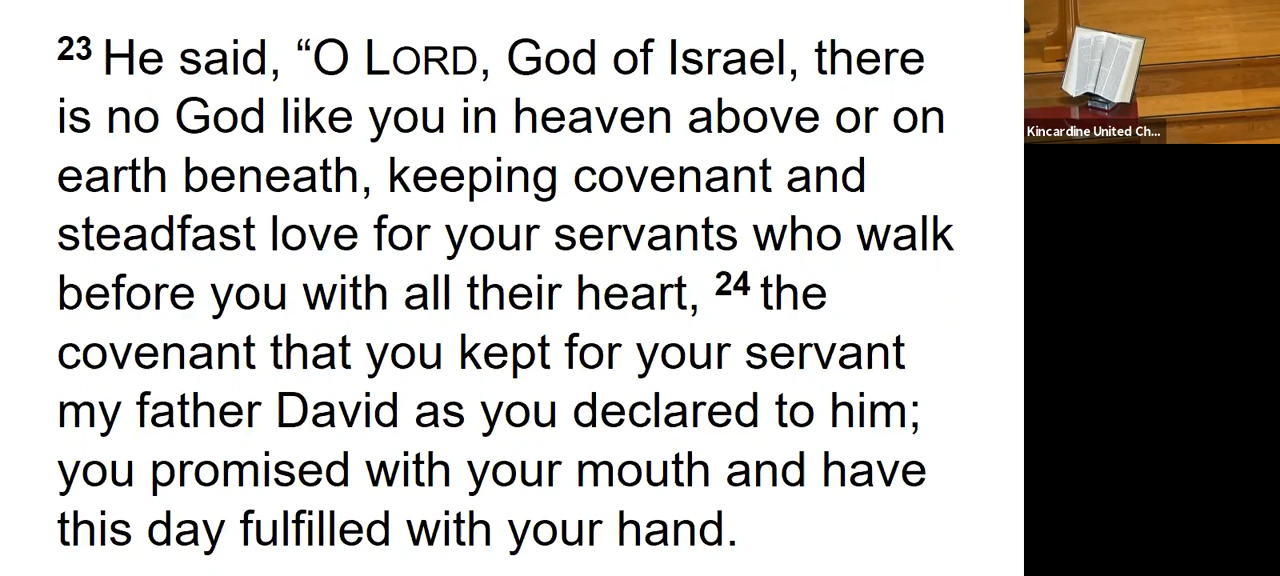 23 He said, “O LORD, God of Israel, there
is no God like you in heaven above or on
earth beneath, keeping covenant and
steadfast love for your servants who walk
before you with all their heart, 24 the
covenant that you kept for your servant
my father David as you declared to him;
you promised with your mouth and have
this day fulfilled with your hand.
Kincardine United Ch...